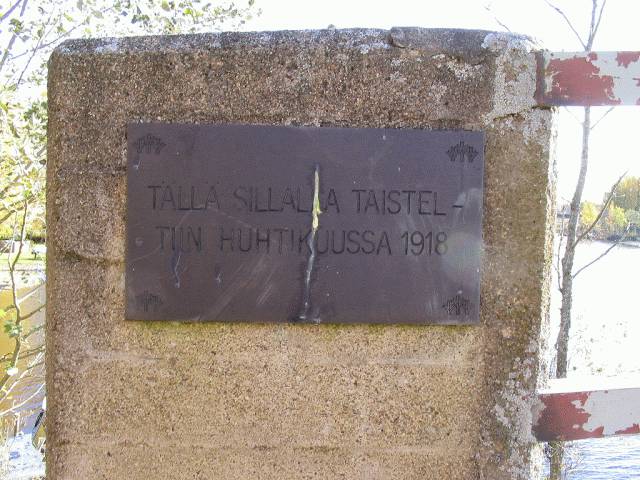 TÄLLÄ SILLALLA TAISTEL-
TIIN HUHTIKUUSSA 1918